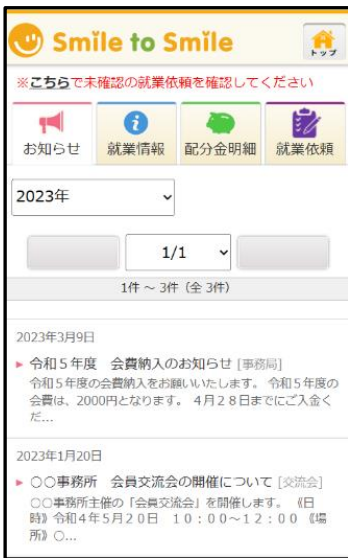 Smile to Smile
トップ
※こちらで未確認の就業依頼を確認してください
お知らせ
就業情報
配分金明細
就業依頼
2023年
1/1
1件 ~ 3件 (全 3件)
2023年3月9日
令和5年度　会費納入のお知らせ [事務局]
令和5年度の会費納入をお願いいたします。 令和5年度の
会費は、2000円となります。 4月28日までにご入金く
だ...
2023年1月20日
○○事務所　会員交流会の開催について [交流会]
○○事務所主催の「会員交流会」を開催します。 《日
時》令和4年5月20日　10：00～12：00 《場
所》○...